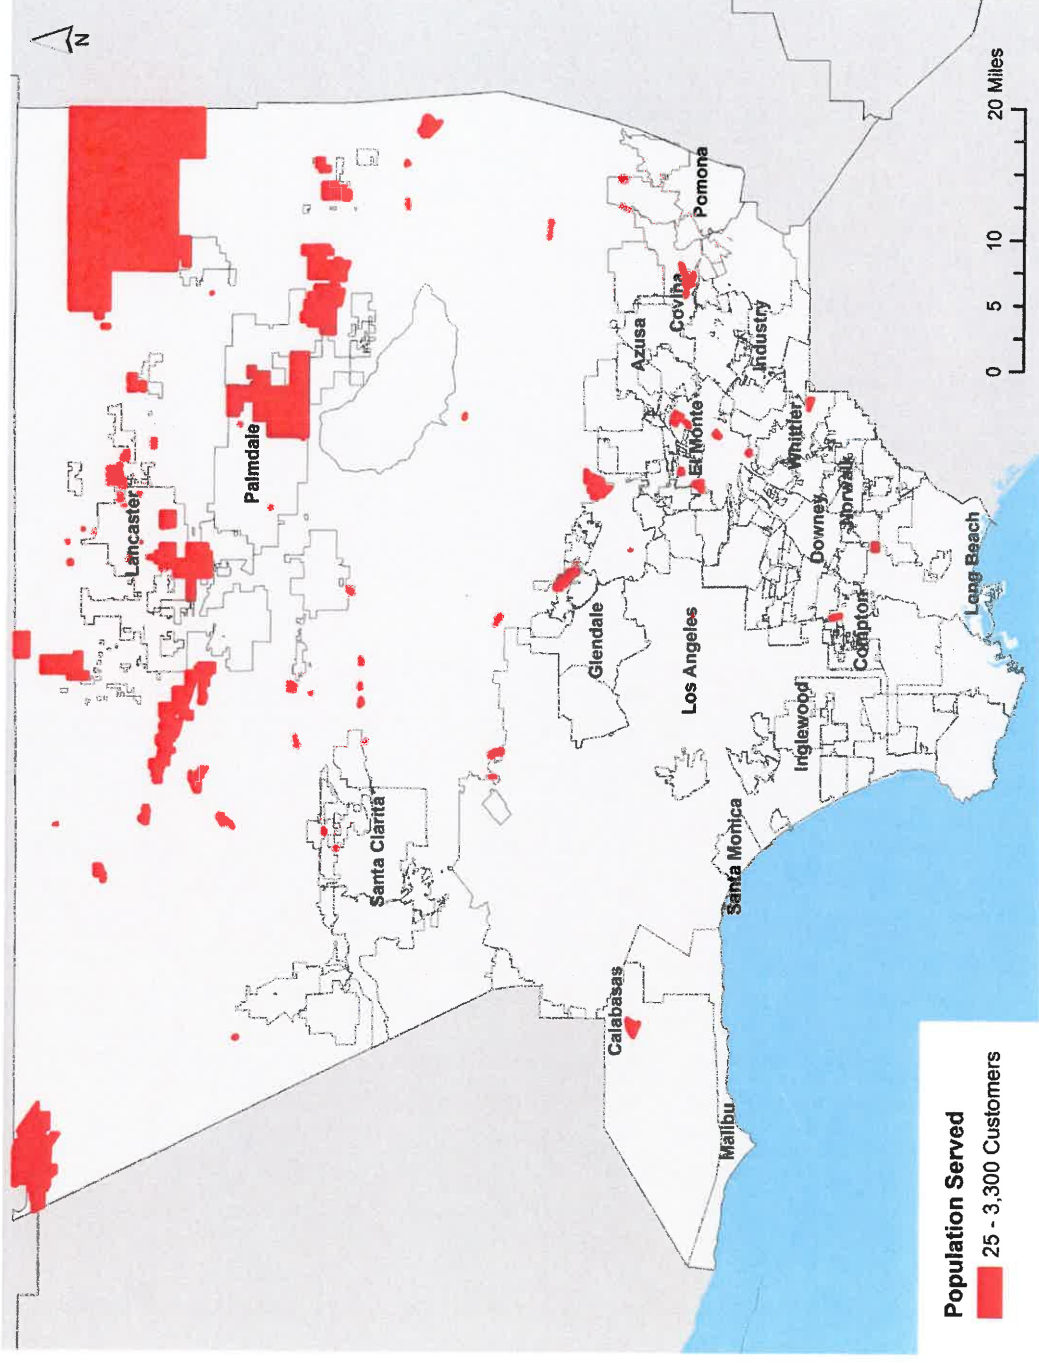 N
Lancaster
Palmdale
Santa Clarita
Glendale
Azusa
Covina
Pomona
El Monte
Calabasas
Los Angeles
Malibu
Santa Monica
Industry
Whittier
Inglewood
Downey
Norwalk
Compton
Long Beach
Population Served
25 - 3,300 Customers
0 5 10 20 Miles